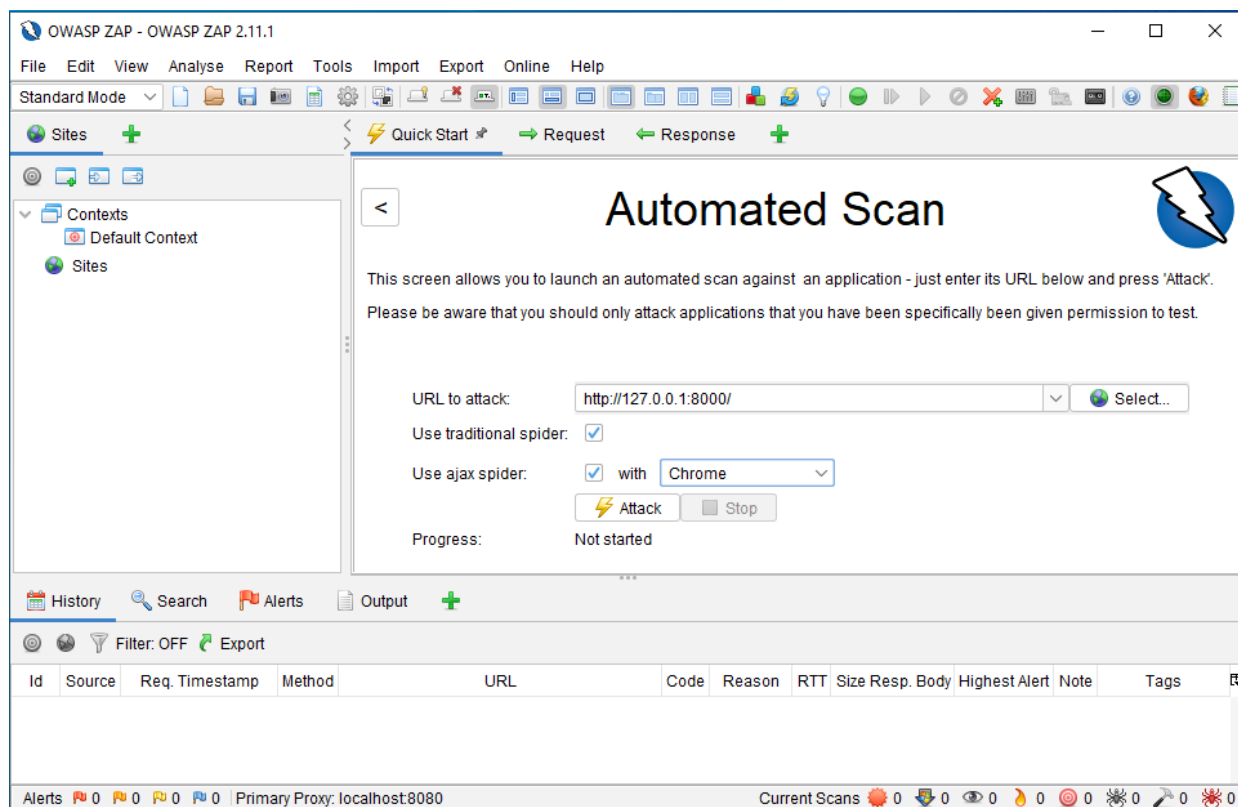 OWASP ZAP - OWASP ZAP 2.11.1
File Edit View Analyse Report Tools Import Export Online Help
Standard Mode
Sites
Quick Start
Request
Response
<
Automated Scan
Contexts
Default Context
Sites
This screen allows you to launch an automated scan against an application - just enter its URL below and press 'Attack'.
Please be aware that you should only attack applications that you have been specifically been given permission to test.
URL to attack: http://127.0.0.1:8000/ Select...
Use traditional spider:
Use ajax spider: with Chrome
Attack Stop
Progress: Not started
History Search Alerts Output
Filter: OFF Export
Id Source Req. Timestamp Method URL Code Reason RTT Size Resp. Body Highest Alert Note Tags
Alerts 0 0 0 0 Primary Proxy: localhost:8080 Current Scans 0 0 0 0 0 0 0 0